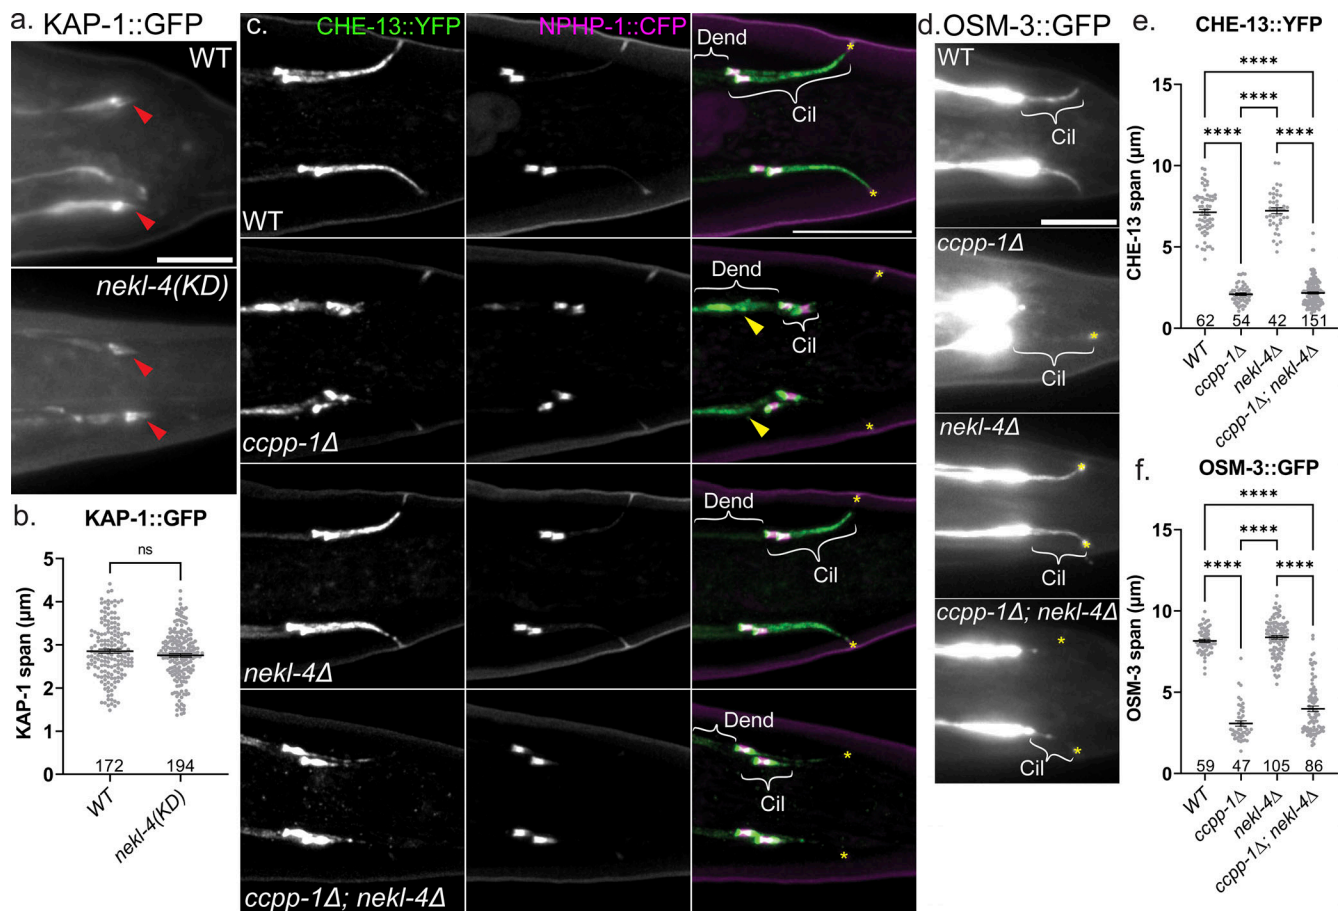 a. KAP-1::GFP
WT
nekl-4(KD)
b. KAP-1::GFP
ns
KAP-1 span (μm)
5
4
3
2
1
0
172
194
WT
nekl-4(KD)
c. CHE-13::YFP
NPHP-1::CFP
Dend
*
Cil
*
WT
Dend
*
Cil
*
ccpp-1Δ
Dend
*
Cil
*
nekl-4Δ
Dend
*
Cil
*
ccpp-1Δ; nekl-4Δ
d. OSM-3::GFP
WT
Cil
ccpp-1Δ
*
Cil
nekl-4Δ
*
*
Cil
ccpp-1Δ; nekl-4Δ
*
*
Cil
e. CHE-13::YFP
****
****
**** ****
CHE-13 span (μm)
15
10
5
0
62
54
42
151
WT
ccpp-1Δ
nekl-4Δ
ccpp-1Δ; nekl-4Δ
f. OSM-3::GFP
****
****
**** ****
OSM-3 span (μm)
15
10
5
0
59
47
105
86
WT
ccpp-1Δ
nekl-4Δ
ccpp-1Δ; nekl-4Δ